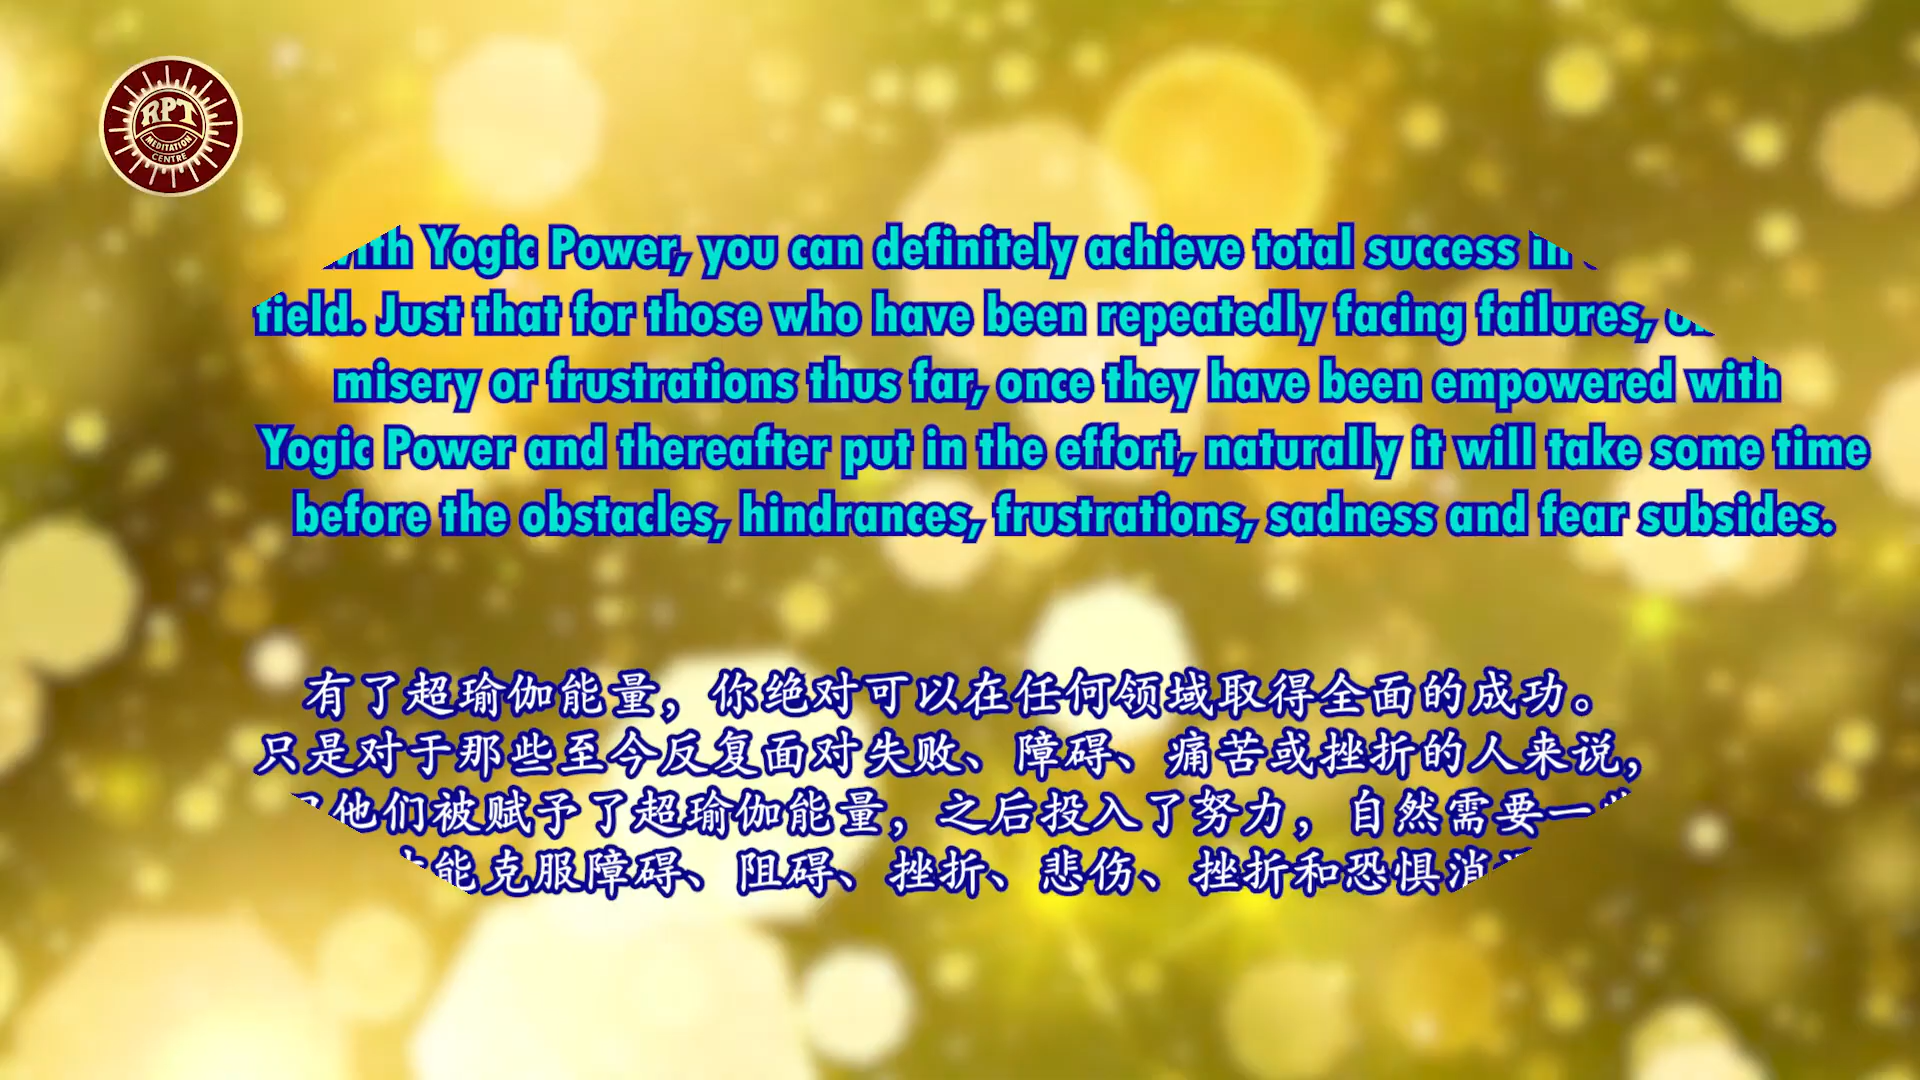 RPT
MEDITATION
CENTRE
with Yogic Power, you can definitely achieve total success in
field. Just that for those who have been repeatedly facing failures,
misery or frustrations thus far, once they have been empowered with
Yogic Power and thereafter put in the effort, naturally it will take some time
before the obstacles, hindrances, frustrations, sadness and fear subsides.
有了超瑜伽能量，你绝对可以在任何领域取得全面的成功。
只是对于那些至今反复面对失败、障碍、痛苦或挫折的人来说，
他们被赋予了超瑜伽能量，之后投入了努力，自然需要一
能克服障碍、阻碍、挫折、悲伤、挫折和恐惧消